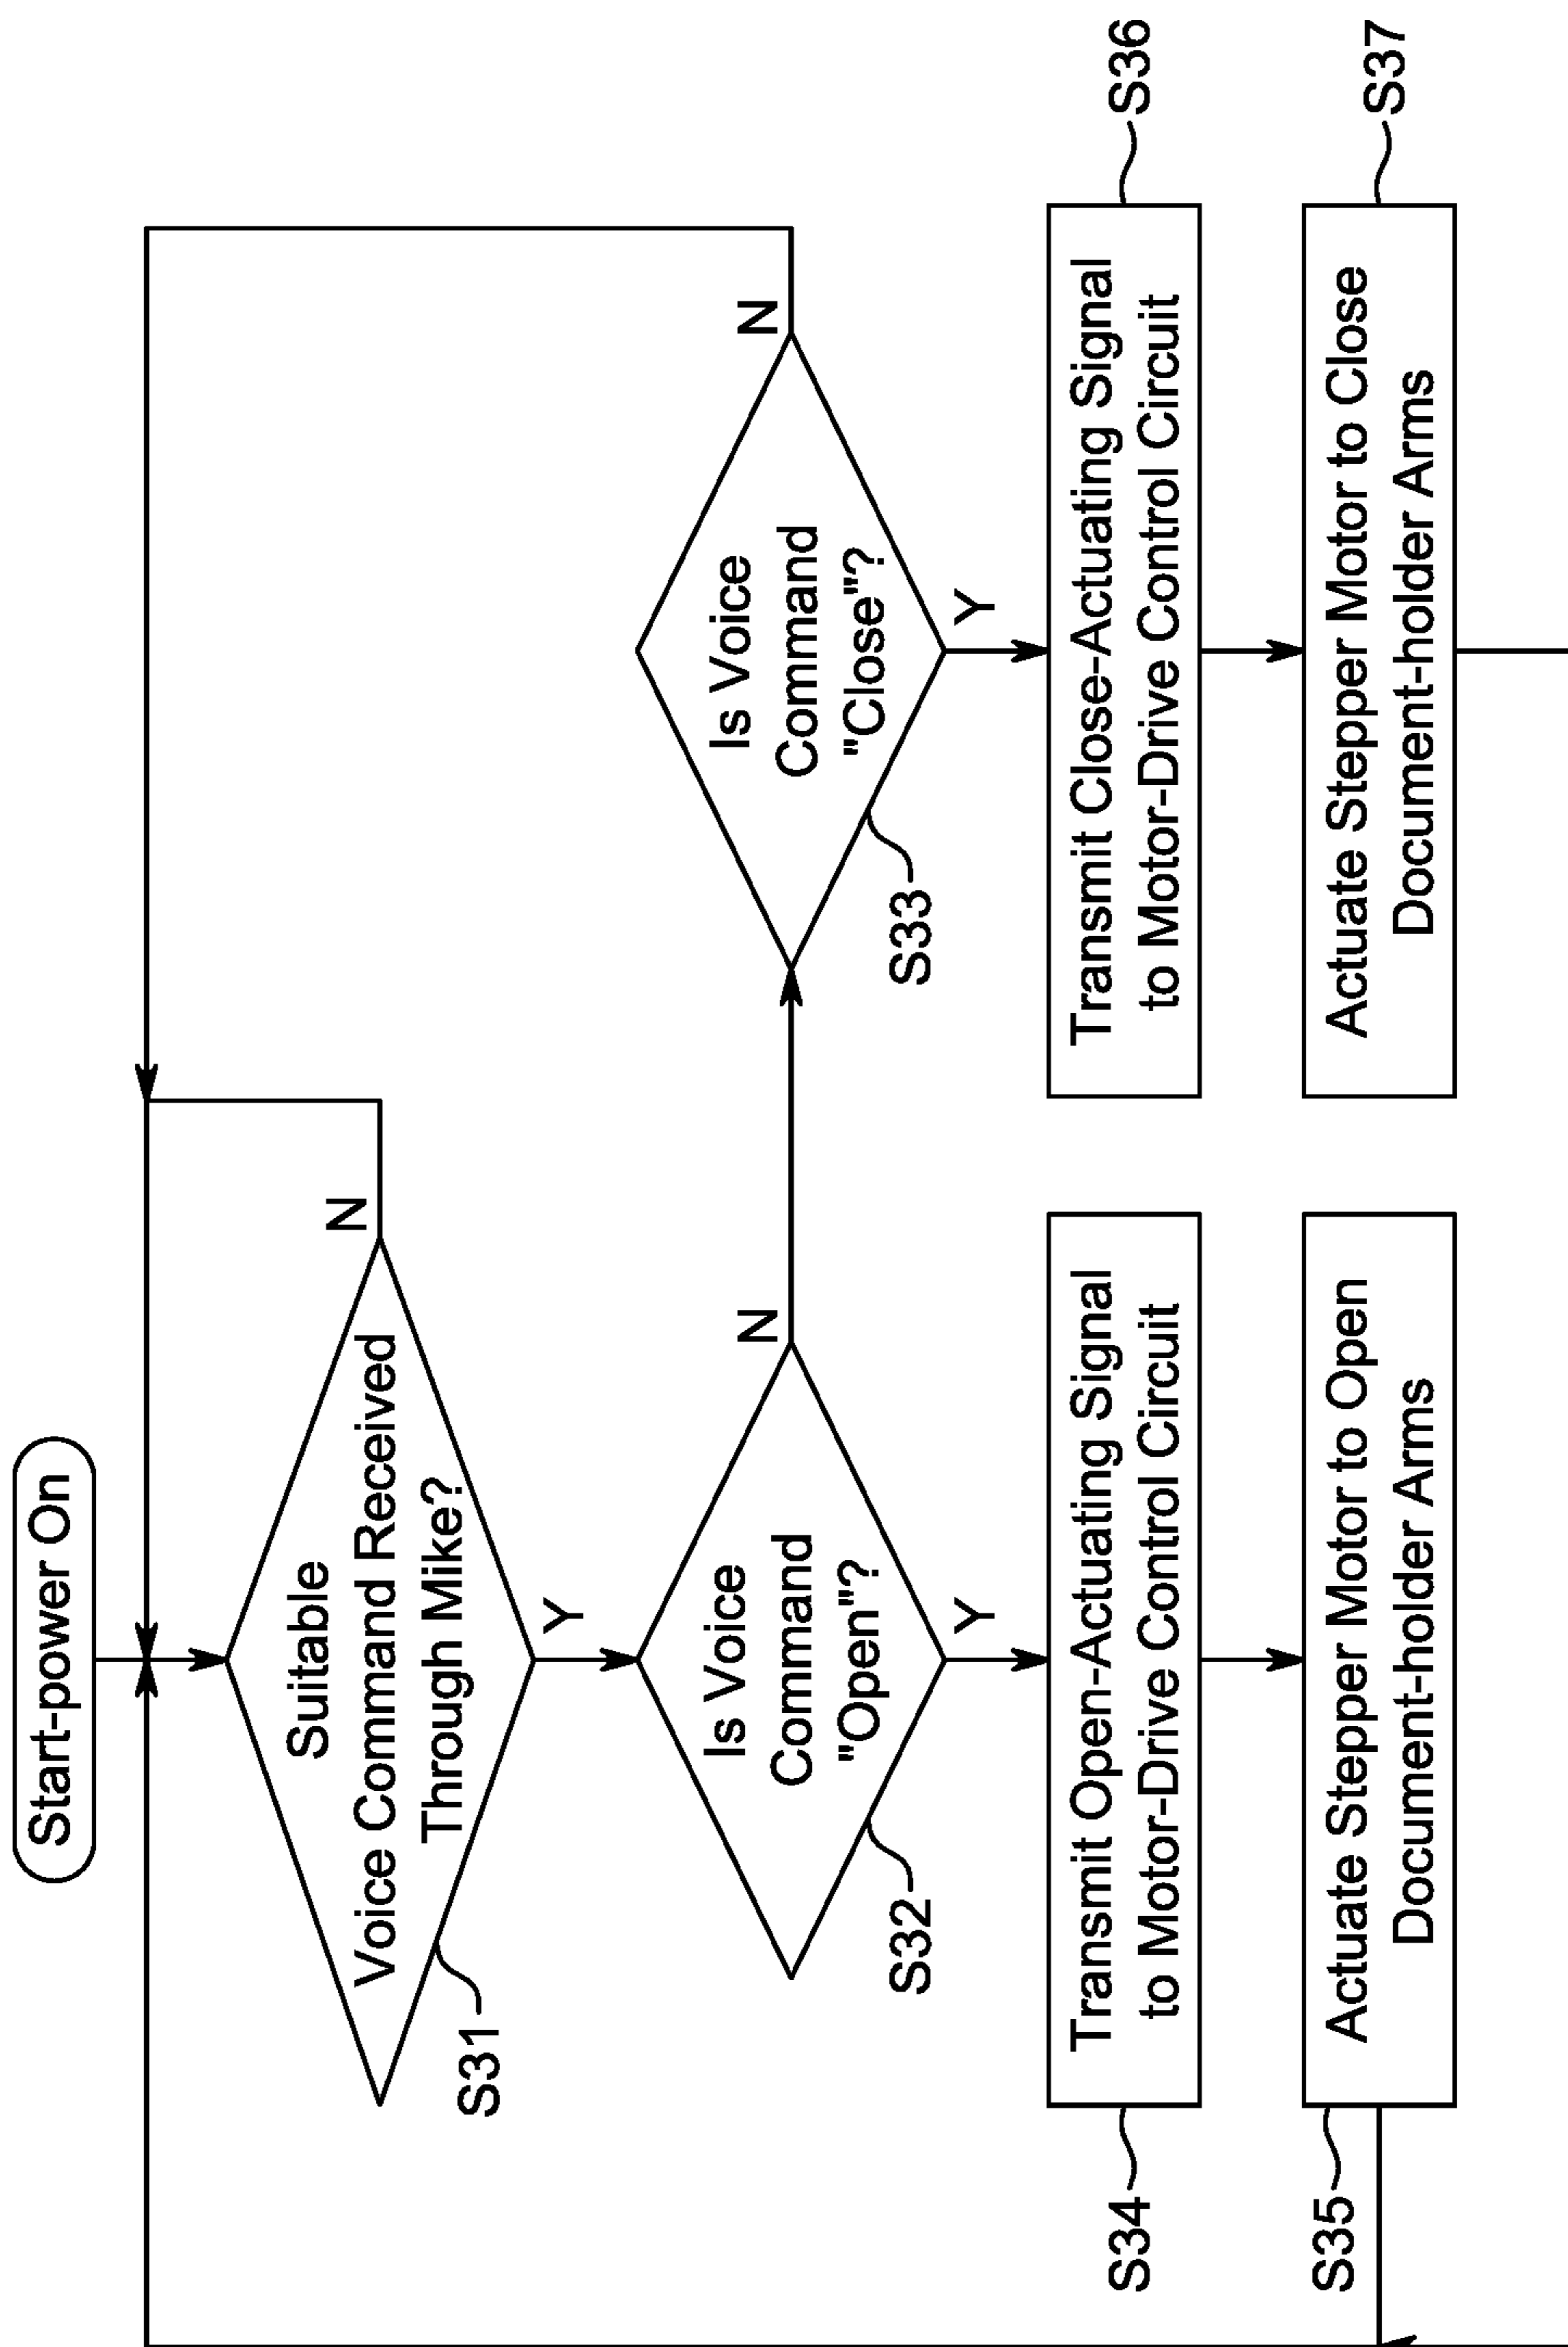 Start-power On
Suitable
Voice Command Received
Through Mike?
N
S31
Y
Is Voice
Command
"Open"?
N
S32
Y
Is Voice
Command
"Close"?
N
S33
Y
Transmit Open-Actuating Signal
to Motor-Drive Control Circuit
S34
Transmit Close-Actuating Signal
to Motor-Drive Control Circuit
S36
Actuate Stepper Motor to Open
Document-holder Arms
S35
Actuate Stepper Motor to Close
Document-holder Arms
S37